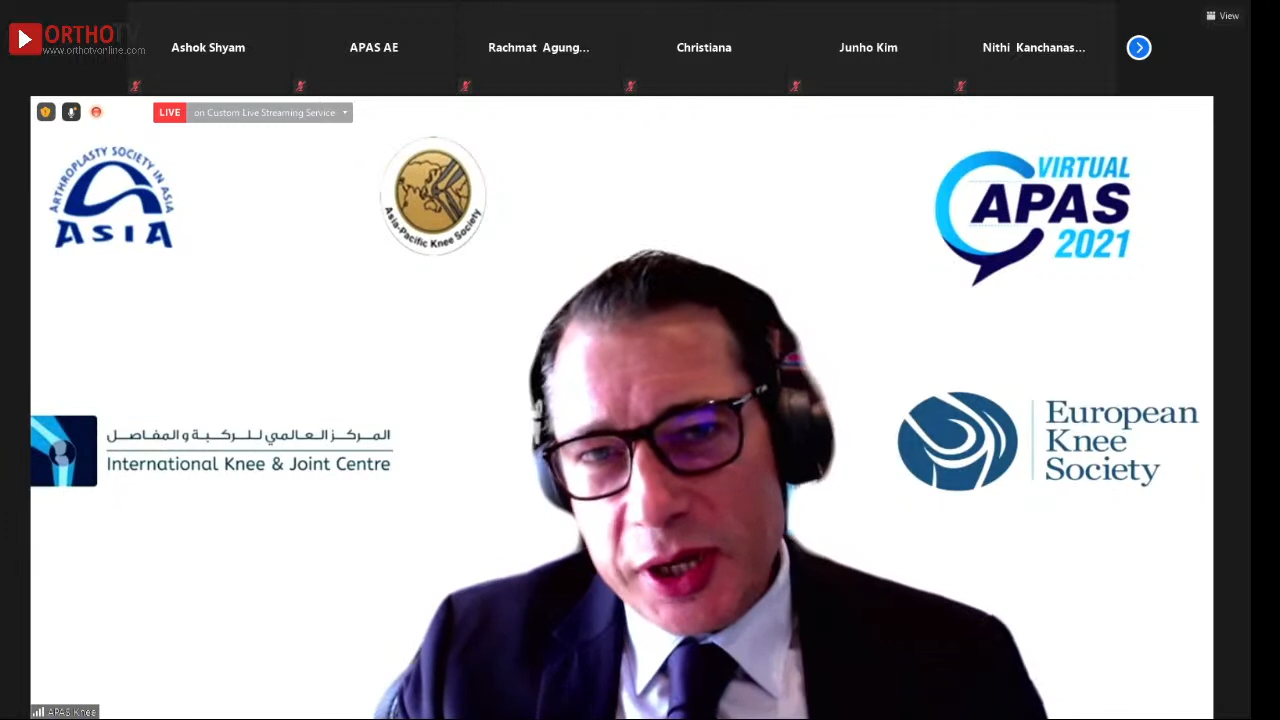 ORTHOTV
www.orthotvonline.com
View
Ashok Shyam
APAS AE
Rachmat Agung...
Christiana
Junho Kim
Nithi Kanchanas...
LIVE
on Custom Live Streaming Service
ARTHROPLASTY SOCIETY IN ASIA
ASIA
Asia-Pacific Knee Society
VIRTUAL
APAS
2021
المركز العالمي للركبة و المفاصل
International Knee & Joint Centre
European
Knee
Society
APAS Knee